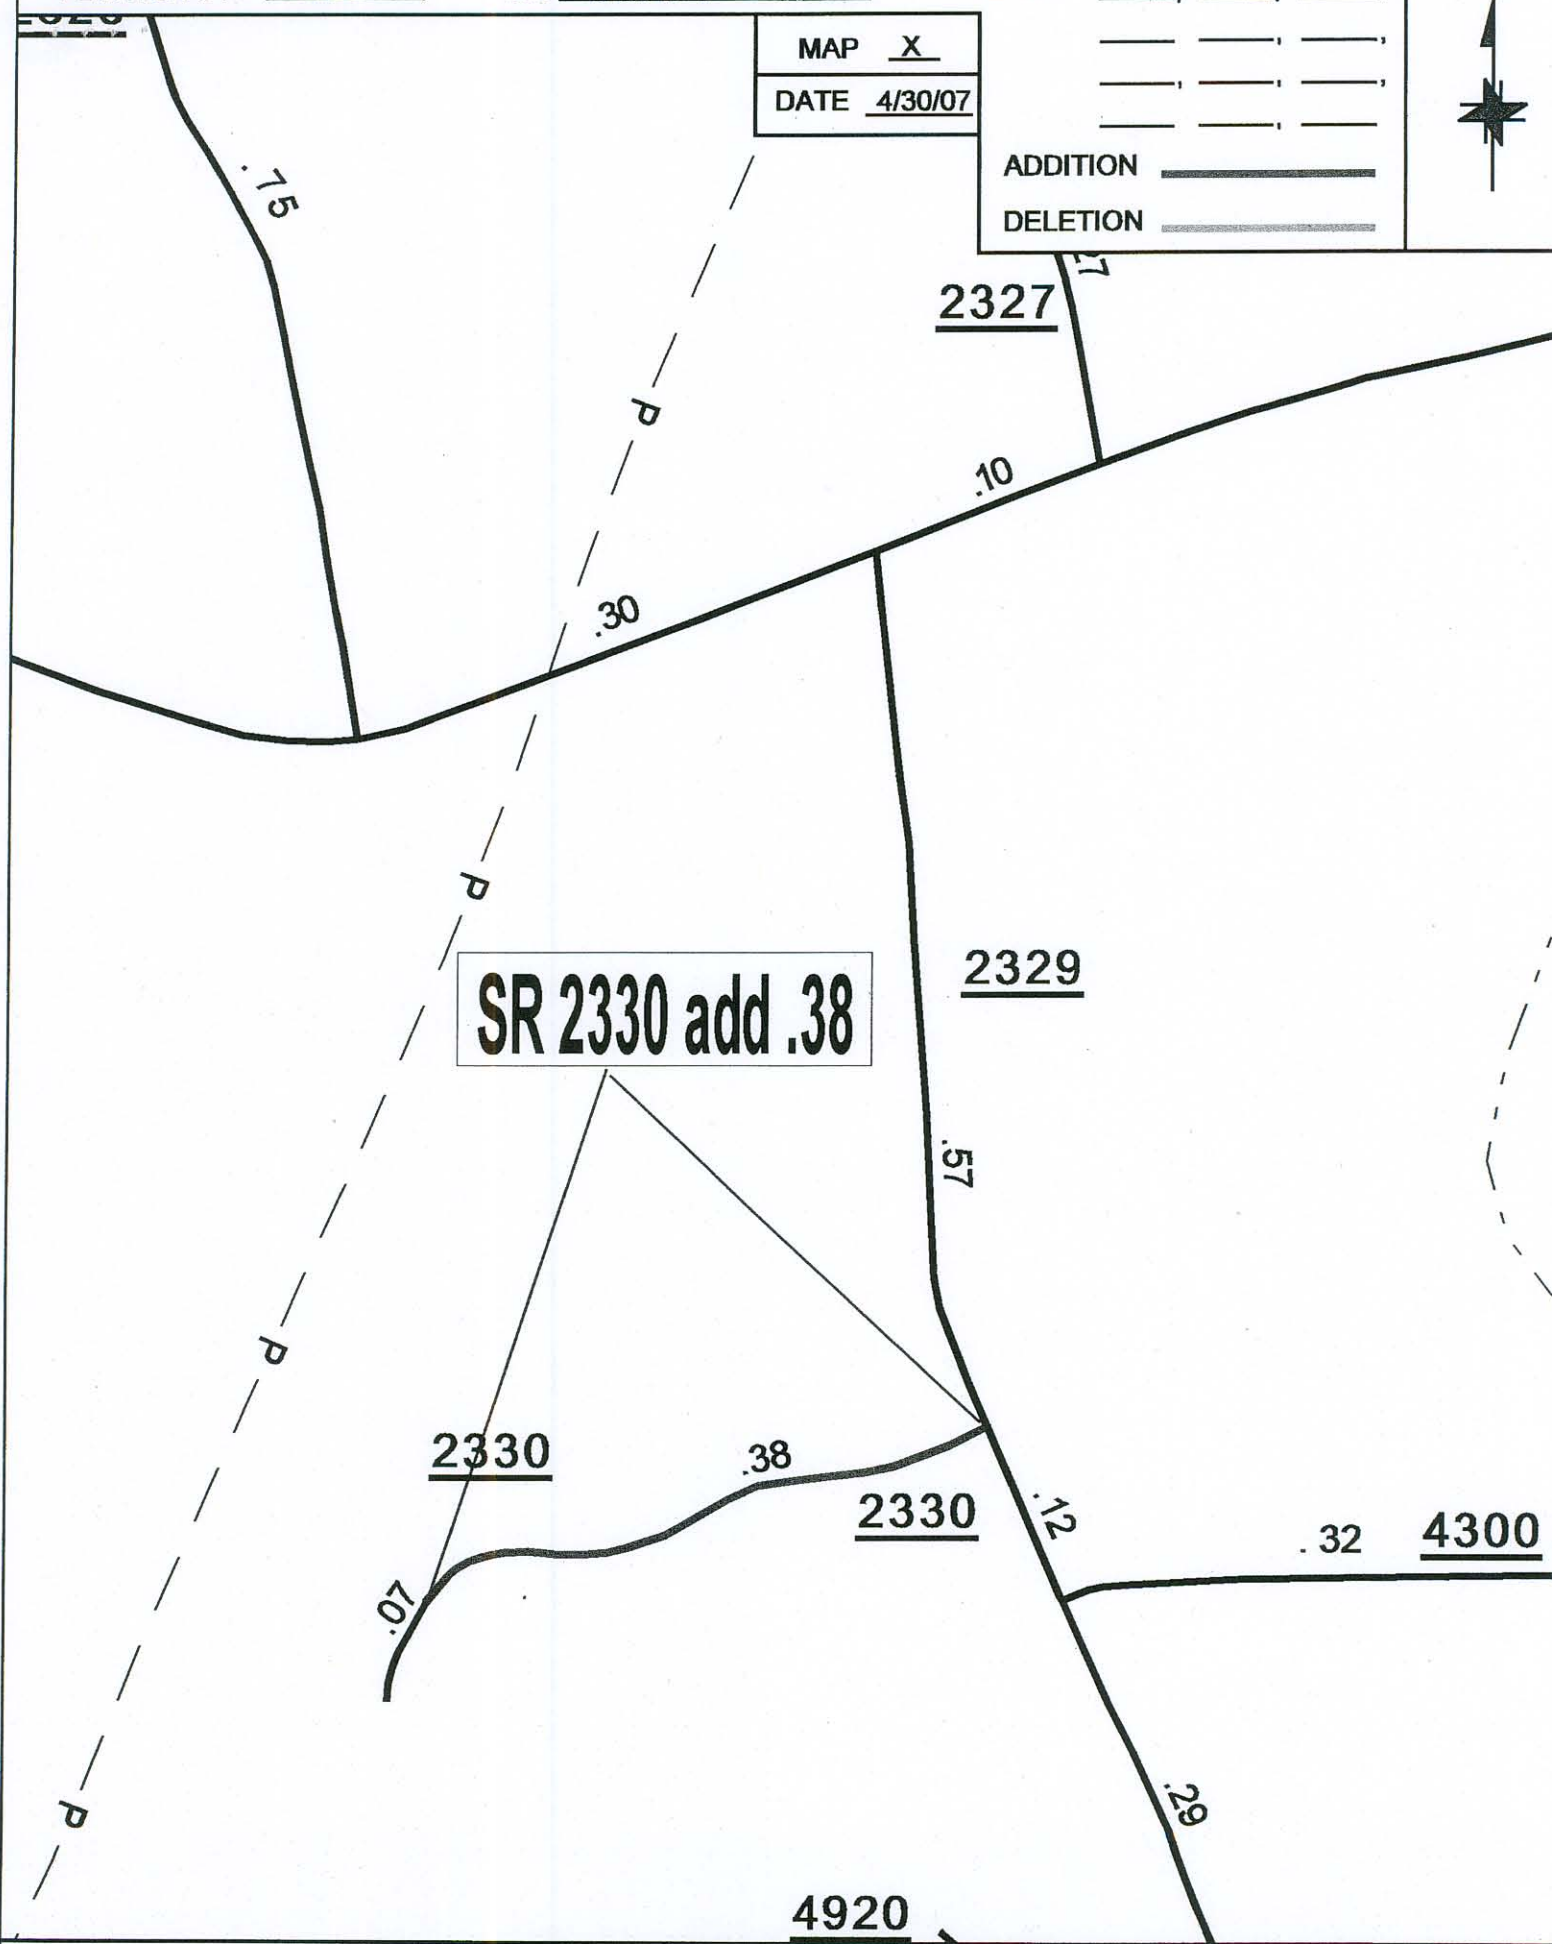 MAP X
DATE 4/30/07
ADDITION
DELETION
.75
2327
.10
P
.30
P
2329
SR 2330 add .38
.57
P
2330
.38
2330
.12
.32 4300
.07
.29
P
4920